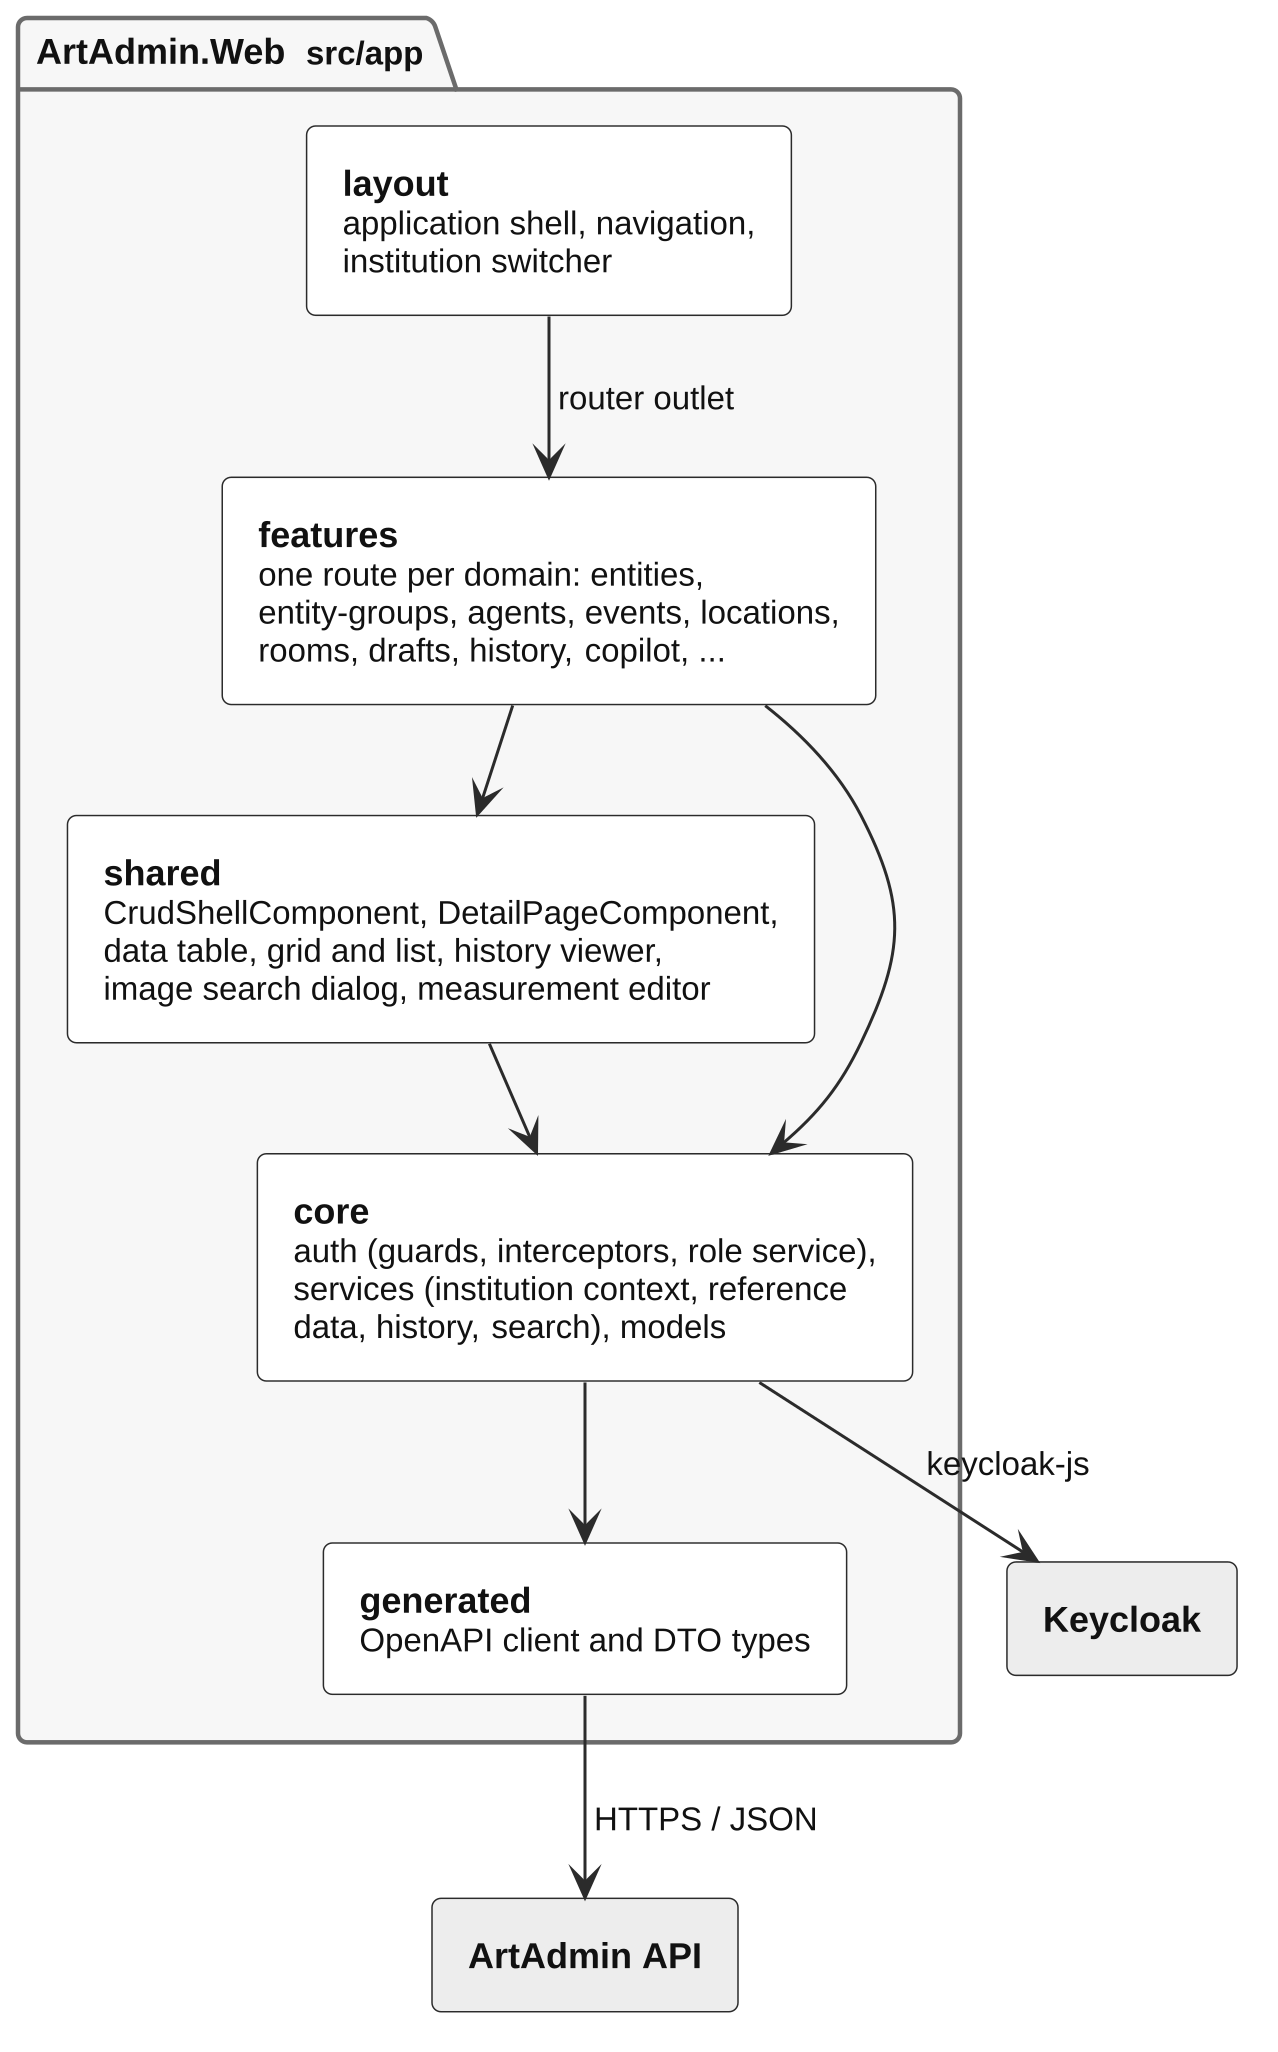 ArtAdmin.Web src/app
layout
application shell, navigation,
institution switcher
router outlet
features
one route per domain: entities,
entity-groups, agents, events, locations,
rooms, drafts, history, copilot, ...
shared
CrudShellComponent, DetailPageComponent,
data table, grid and list, history viewer,
image search dialog, measurement editor
core
auth (guards, interceptors, role service),
services (institution context, reference
data, history, search), models
keycloak-js
generated
OpenAPI client and DTO types
Keycloak
HTTPS / JSON
ArtAdmin API